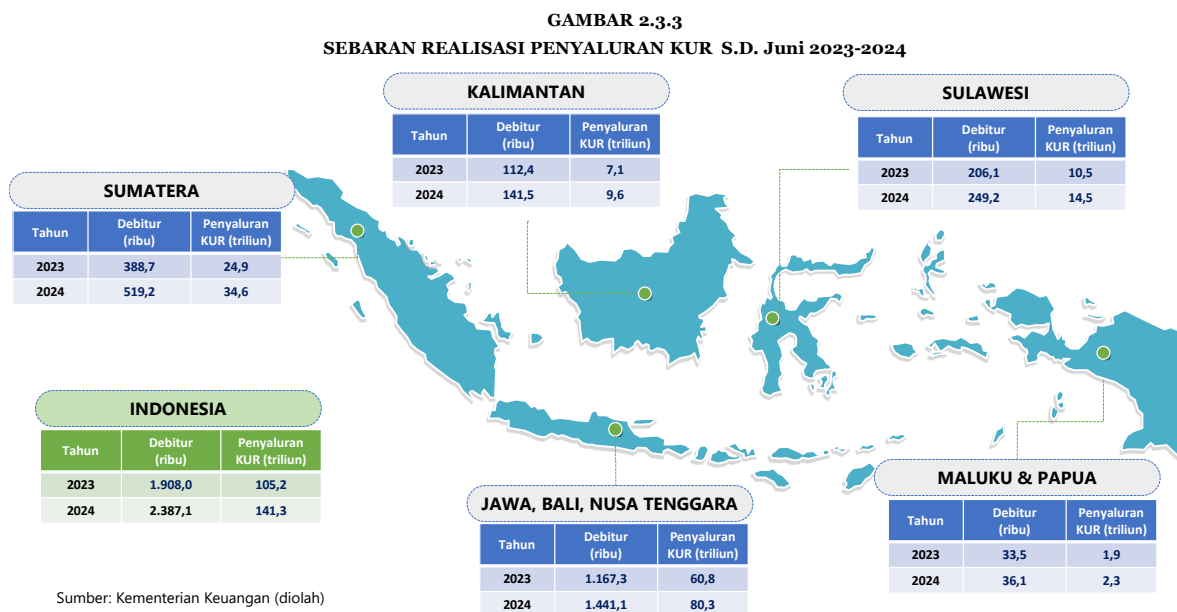 GAMBAR 2.3.3
SEBARAN REALISASI PENYALURAN KUR S.D. Juni 2023-2024
KALIMANTAN
Tahun Debitur (ribu) Penyaluran KUR (triliun)
2023 112,4 7,1
2024 141,5 9,6
SULAWESI
Tahun Debitur (ribu) Penyaluran KUR (triliun)
2023 206,1 10,5
2024 249,2 14,5
SUMATERA
Tahun Debitur (ribu) Penyaluran KUR (triliun)
2023 388,7 24,9
2024 519,2 34,6
INDONESIA
Tahun Debitur (ribu) Penyaluran KUR (triliun)
2023 1.908,0 105,2
2024 2.387,1 141,3
JAWA, BALI, NUSA TENGGARA
Tahun Debitur (ribu) Penyaluran KUR (triliun)
2023 1.167,3 60,8
2024 1.441,1 80,3
MALUKU & PAPUA
Tahun Debitur (ribu) Penyaluran KUR (triliun)
2023 33,5 1,9
2024 36,1 2,3
Sumber: Kementerian Keuangan (diolah)